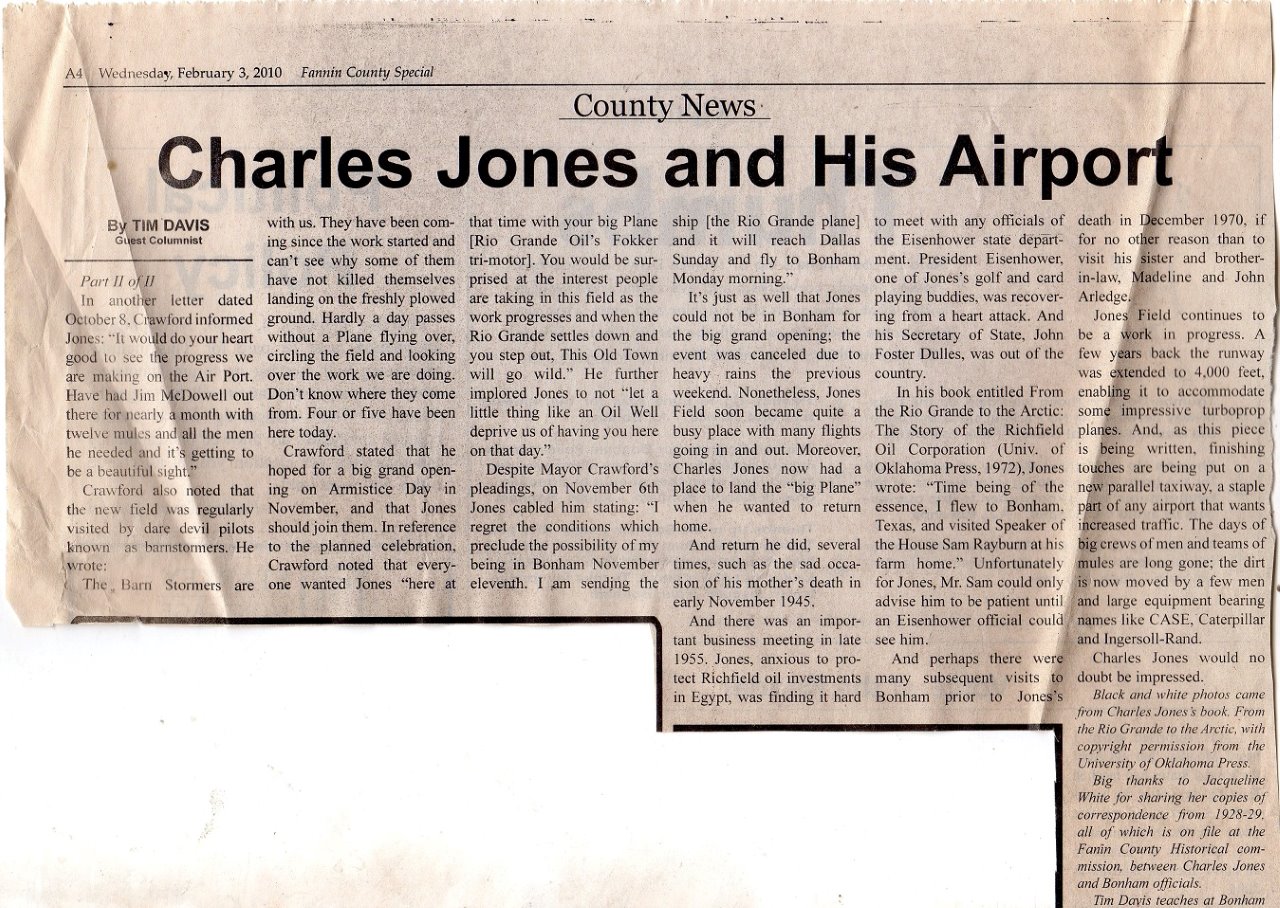 A4 Wednesday, February 3, 2010 Fannin County Special
County News
Charles Jones and His Airport
By TIM DAVIS
Guest Columnist
Part II of II
In another letter dated
October 8, Crawford informed
Jones: “It would do your heart
good to see the progress we
are making on the Air Port.
Have had Jim McDowell out
there for nearly a month with
twelve mules and all the men
he needed and it’s getting to
be a beautiful sight.”
Crawford also noted that
the new field was regularly
visited by dare devil pilots
known as barnstormers. He
wrote:
The Barn Stormers are
with us. They have been com-
ing since the work started and
can’t see why some of them
have not killed themselves
landing on the freshly plowed
ground. Hardly a day passes
without a Plane flying over,
circling the field and looking
over the work we are doing.
Don’t know where they come
from. Four or five have been
here today.
Crawford stated that he
hoped for a big grand open-
ing on Armistice Day in
November, and that Jones
should join them. In reference
to the planned celebration,
Crawford noted that every-
one wanted Jones “here at
that time with your big Plane
[Rio Grande Oil’s Fokker
tri-motor]. You would be sur-
prised at the interest people
are taking in this field as the
work progresses and when the
Rio Grande settles down and
you step out, This Old Town
will go wild.” He further
implored Jones to not “let a
little thing like an Oil Well
deprive us of having you here
on that day.”
Despite Mayor Crawford’s
pleadings, on November 6th
Jones cabled him stating: “I
regret the conditions which
preclude the possibility of my
being in Bonham November
eleventh. I am sending the
ship [the Rio Grande plane]
and it will reach Dallas
Sunday and fly to Bonham
Monday morning.”
It’s just as well that Jones
could not be in Bonham for
the big grand opening; the
event was canceled due to
heavy rains the previous
weekend. Nonetheless, Jones
Field soon became quite a
busy place with many flights
going in and out. Moreover,
Charles Jones now had a
place to land the “big Plane”
when he wanted to return
home.
And return he did, several
times, such as the sad occa-
sion of his mother’s death in
early November 1945.
And there was an impor-
tant business meeting in late
1955. Jones, anxious to pro-
tect Richfield oil investments
in Egypt, was finding it hard
to meet with any officials of
the Eisenhower state depart-
ment. President Eisenhower,
one of Jones’s golf and card
playing buddies, was recover-
ing from a heart attack. And
his Secretary of State, John
Foster Dulles, was out of the
country.
In his book entitled From
the Rio Grande to the Arctic:
The Story of the Richfield
Oil Corporation (Univ. of
Oklahoma Press, 1972), Jones
wrote: “Time being of the
essence, I flew to Bonham,
Texas, and visited Speaker of
the House Sam Rayburn at his
farm home.” Unfortunately
for Jones, Mr. Sam could only
advise him to be patient until
an Eisenhower official could
see him.
And perhaps there were
many subsequent visits to
Bonham prior to Jones’s
death in December 1970, if
for no other reason than to
visit his sister and brother-
in-law, Madeline and John
Arledge.
Jones Field continues to
be a work in progress. A
few years back the runway
was extended to 4,000 feet,
enabling it to accommodate
some impressive turboprop
planes. And, as this piece
is being written, finishing
touches are being put on a
new parallel taxiway, a staple
part of any airport that wants
increased traffic. The days of
big crews of men and teams of
mules are long gone; the dirt
is now moved by a few men
and large equipment bearing
names like CASE, Caterpillar
and Ingersoll-Rand.
Charles Jones would no
doubt be impressed.
Black and white photos came
from Charles Jones’s book, From
the Rio Grande to the Arctic, with
copyright permission from the
University of Oklahoma Press.
Big thanks to Jacqueline
White for sharing her copies of
correspondence from 1928-29,
all of which is on file at the
Fanin County Historical com-
mission, between Charles Jones
and Bonham officials.
Tim Davis teaches at Bonham